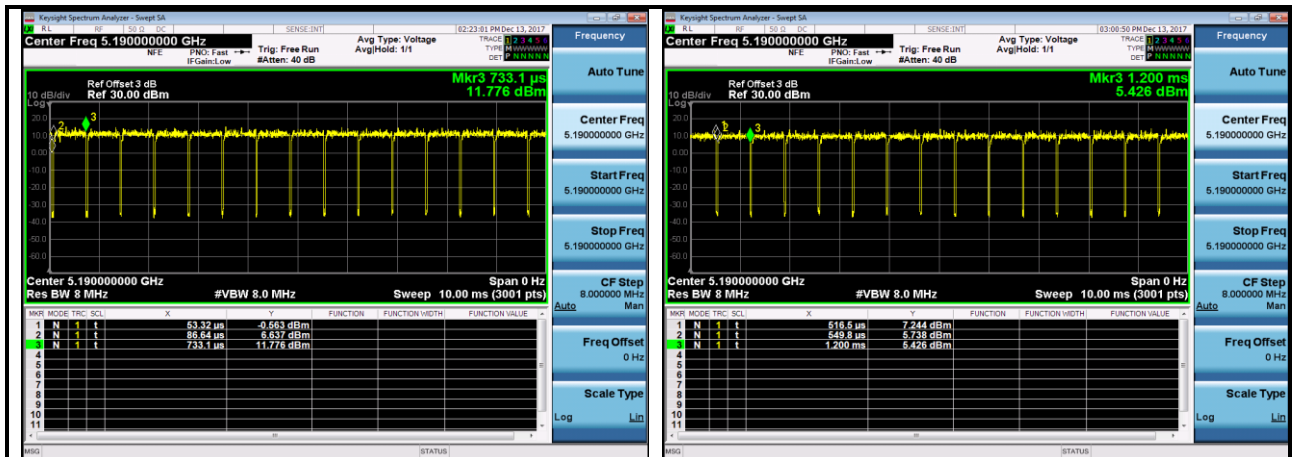 Keysight Spectrum Analyzer - Swept SA
RL RF 50 Ω DC SENSE:INT 02:23:01 PM Dec 13, 2017
Center Freq 5.190000000 GHz
NFE PNO: Fast IFGain:Low
Trig: Free Run #Atten: 40 dB
Avg Type: Voltage Avg|Hold: 1/1
TRACE 1 2 3 4 5 6
TYPE M WWWWW
DET P N N N N N
Ref Offset 3 dB
10 dB/div Ref 30.00 dBm
Log
Mkr3 733.1 µs
11.776 dBm
20.0
10.0
0.00
-10.0
-20.0
-30.0
-40.0
-50.0
-60.0
1
2
3
Center 5.190000000 GHz Span 0 Hz
Res BW 8 MHz #VBW 8.0 MHz Sweep 10.00 ms (3001 pts)
MKR MODE TRC SCL X Y FUNCTION FUNCTION WIDTH FUNCTION VALUE
1 N 1 t 53.32 µs -0.563 dBm
2 N 1 t 86.64 µs 6.637 dBm
3 N 1 t 733.1 µs 11.776 dBm
4
5
6
7
8
9
10
11
MSG STATUS
Frequency
Auto Tune
Center Freq
5.190000000 GHz
Start Freq
5.190000000 GHz
Stop Freq
5.190000000 GHz
CF Step
8.000000 MHz
Auto Man
Freq Offset
0 Hz
Scale Type
Log Lin
Keysight Spectrum Analyzer - Swept SA
RL RF 50 Ω DC SENSE:INT 03:00:50 PM Dec 13, 2017
Center Freq 5.190000000 GHz
NFE PNO: Fast IFGain:Low
Trig: Free Run #Atten: 40 dB
Avg Type: Voltage Avg|Hold: 1/1
TRACE 1 2 3 4 5 6
TYPE M WWWWW
DET P N N N N N
Ref Offset 3 dB
10 dB/div Ref 30.00 dBm
Log
Mkr3 1.200 ms
5.426 dBm
20.0
10.0
0.00
-10.0
-20.0
-30.0
-40.0
-50.0
-60.0
2
3
Center 5.190000000 GHz Span 0 Hz
Res BW 8 MHz #VBW 8.0 MHz Sweep 10.00 ms (3001 pts)
MKR MODE TRC SCL X Y FUNCTION FUNCTION WIDTH FUNCTION VALUE
1 N 1 t 516.5 µs 7.244 dBm
2 N 1 t 549.8 µs 5.738 dBm
3 N 1 t 1.200 ms 5.426 dBm
4
5
6
7
8
9
10
11
MSG STATUS
Frequency
Auto Tune
Center Freq
5.190000000 GHz
Start Freq
5.190000000 GHz
Stop Freq
5.190000000 GHz
CF Step
8.000000 MHz
Auto Man
Freq Offset
0 Hz
Scale Type
Log Lin